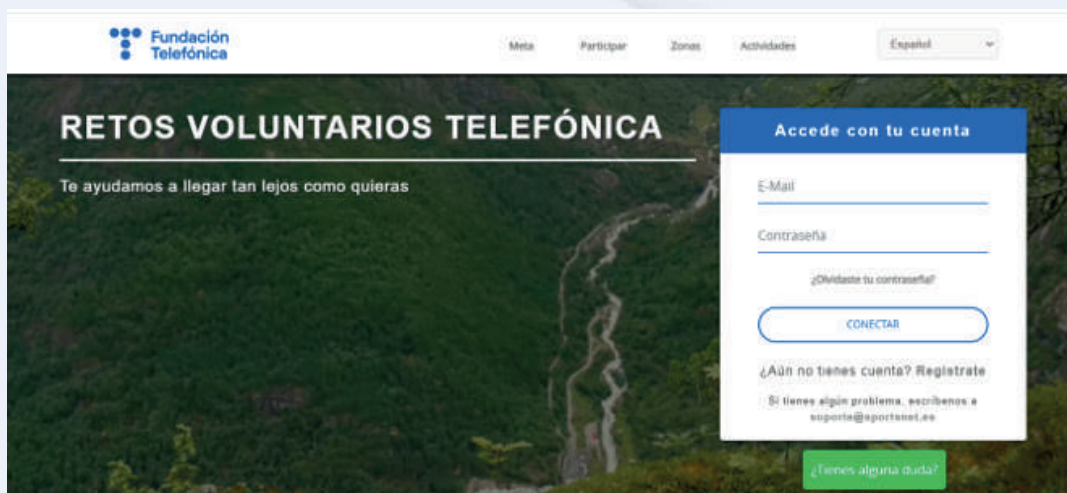 Fundación
Telefónica
Meta
Participar
Zonas
Actividades
Español
RETOS VOLUNTARIOS TELEFÓNICA
Te ayudamos a llegar tan lejos como quieras
Accede con tu cuenta
E-Mail
Contraseña
¿Olvidaste tu contraseña?
CONECTAR
¿Aún no tienes cuenta? Regístrate
Si tienes algún problema, escríbenos a
soporte@sportsnet.es
¿Tienes alguna duda?